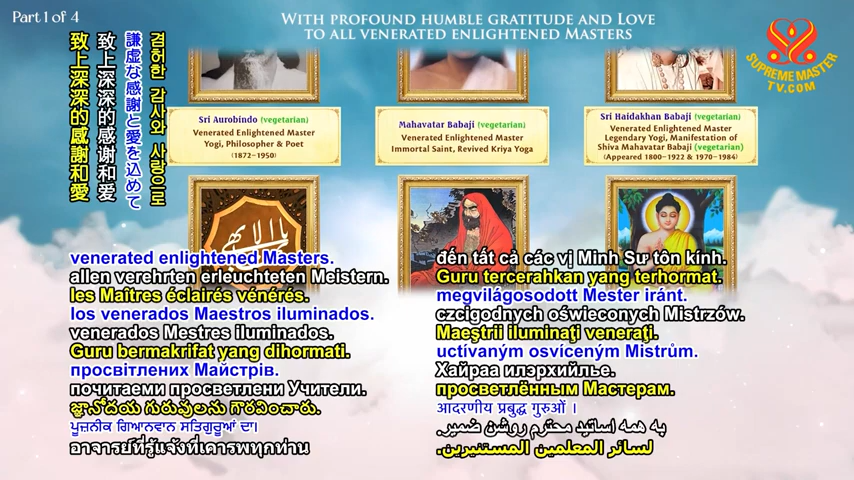 Part 1 of 4
WITH PROFOUND HUMBLE GRATITUDE AND LOVE
TO ALL VENERATED ENLIGHTENED MASTERS
SUPREME MASTER
TV.COM
致上深深的感謝和愛
致上深深的感谢和爱
謙虚な感謝と愛を込めて
겸허한 감사와 사랑으로
Sri Aurobindo (vegetarian)
Venerated Enlightened Master
Yogi, Philosopher & Poet
(1872–1950)
Mahavatar Babaji (vegetarian)
Venerated Enlightened Master
Immortal Saint, Revived Kriya Yoga
Sri Haidakhan Babaji (vegetarian)
Venerated Enlightened Master
Legendary Yogi, Manifestation of
Shiva Mahavatar Babaji (vegetarian)
(Appeared 1800–1922 & 1970–1984)
venerated enlightened Masters.
allen verehrten erleuchteten Meistern.
les Maîtres éclairés vénérés.
los venerados Maestros iluminados.
venerados Mestres iluminados.
Guru bermakrifat yang dihormati.
просвітлених Майстрів.
почитаеми просветлени Учители.
జ్ఞానోదయ గురువులను గౌరవించారు.
ਪੂਜਨੀਕ ਗਿਆਨਵਾਨ ਸਤਿਗੁਰੂਆਂ ਦਾ।
อาจารย์ที่รู้แจ้งที่เคารพทุกท่าน
đến tất cả các vị Minh Sư tôn kính.
Guru tercerahkan yang terhormat.
megvilágosodott Mester iránt.
czcigodnych oświeconych Mistrzów.
Maeştrii iluminaţi veneraţi.
uctívaným osvíceným Mistrům.
Хайраа илэрхийлье.
просветлённым Мастерам.
आदरणीय प्रबुद्ध गुरुओं ।
به همه اساتید محترم روشن ضمیر.
لسائر المعلمين المستنيرين.